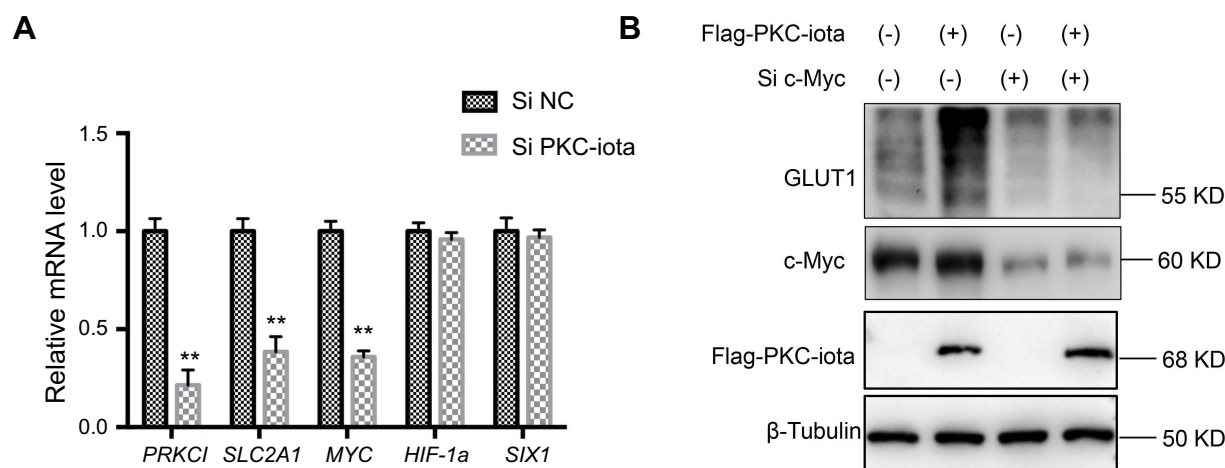 A
Si NC
Si PKC-iota
Relative mRNA level
1.5
1.0
0.5
0.0
**
**
**
PRKCI SLC2A1 MYC HIF-1a SIX1
B
Flag-PKC-iota (-) (+) (-) (+)
Si c-Myc (-) (-) (+) (+)
GLUT1
55 KD
c-Myc 60 KD
Flag-PKC-iota 68 KD
β-Tubulin 50 KD